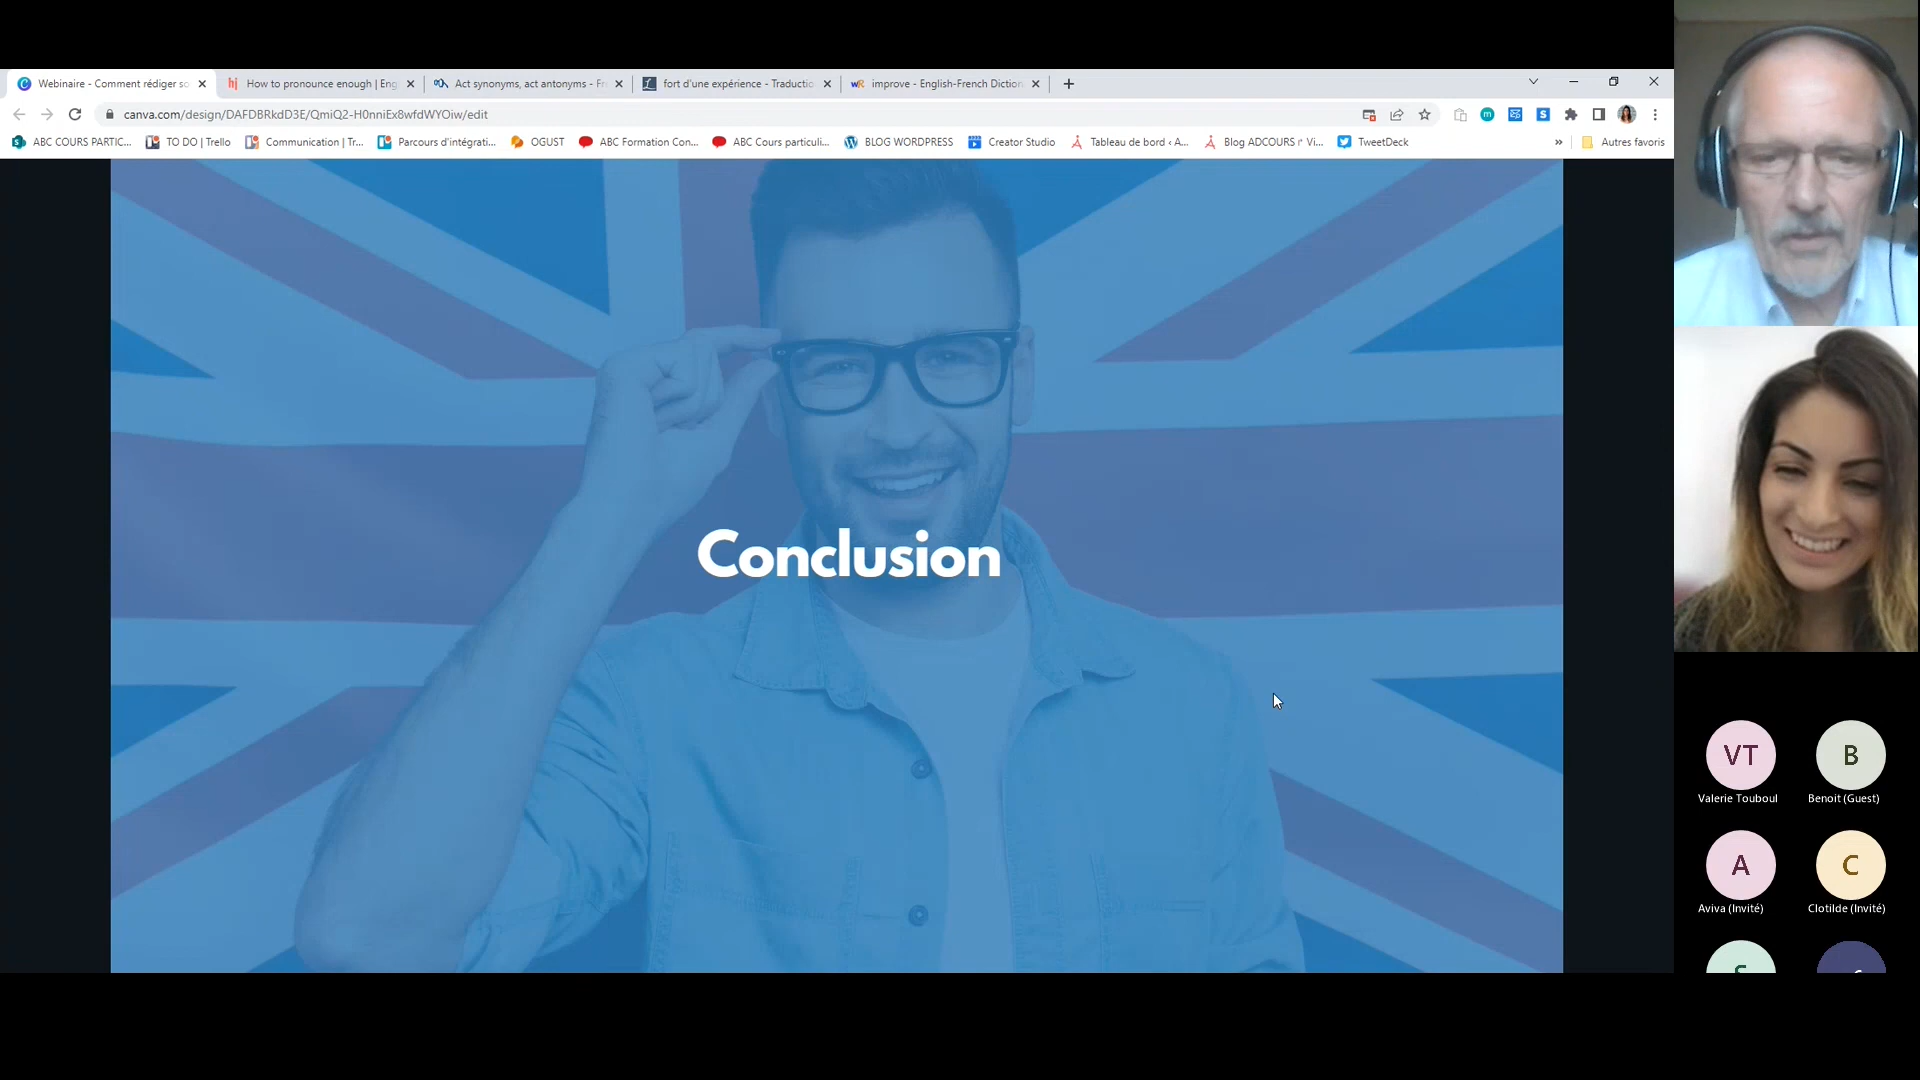 Webinaire - Comment rédiger so
How to pronounce enough | Eng
Act synonyms, act antonyms - Fr
fort d'une expérience - Traductio
improve - English-French Diction
canva.com/design/DAFDBRkdD3E/QmiQ2-H0nniEx8wfdWYOiw/edit
ABC COURS PARTIC...
TO DO | Trello
Communication | Tr...
Parcours d'intégrati...
OGUST
ABC Formation Con...
ABC Cours particuli...
BLOG WORDPRESS
Creator Studio
Tableau de bord ‹ A...
Blog ADCOURS ı* Vi...
TweetDeck
»
Autres favoris
Conclusion
VT
B
Valerie Touboul
Benoit (Guest)
A
C
Aviva (Invité)
Clotilde (Invité)